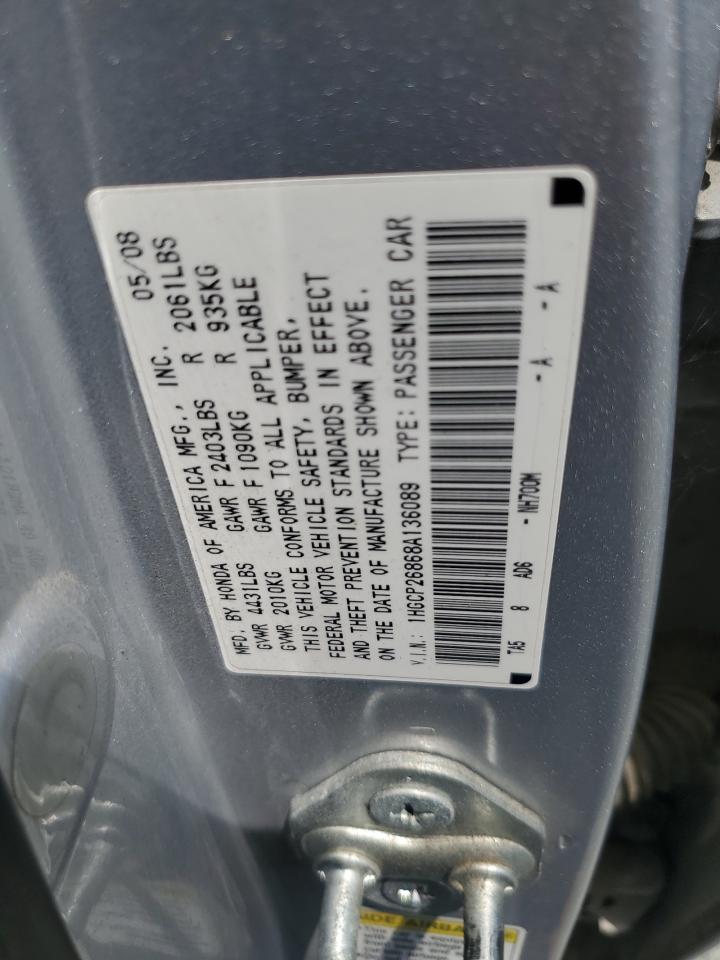 MFD. BY HONDA OF AMERICA MFG., INC. 05/08
GVWR 4431LBS GAWR F 2403LBS R 2061LBS
GVWR 2010KG GAWR F 1090KG R 935KG
THIS VEHICLE CONFORMS TO ALL APPLICABLE
FEDERAL MOTOR VEHICLE SAFETY, BUMPER,
AND THEFT PREVENTION STANDARDS IN EFFECT
ON THE DATE OF MANUFACTURE SHOWN ABOVE.
V.I.N.: 1HGCP26868A136089 TYPE: PASSENGER CAR
TA5 8 AD6 - NH700M - A - A